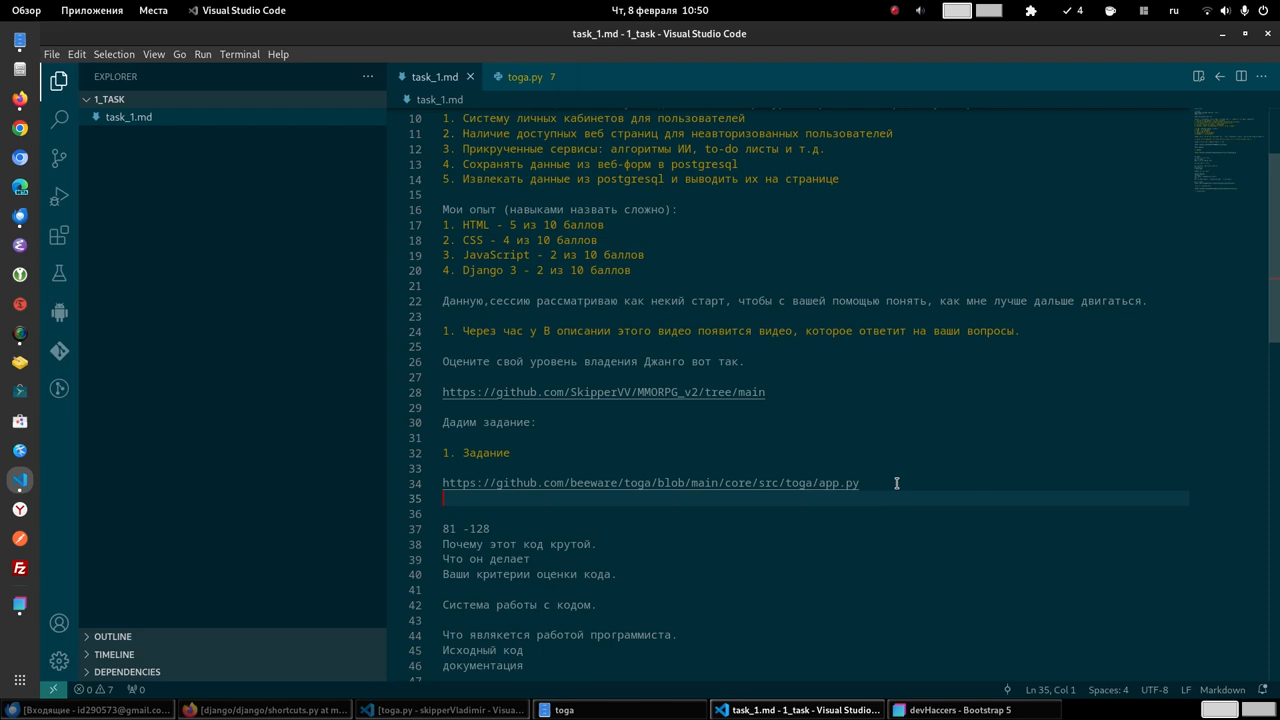 Обзор Приложения Места Visual Studio Code Чт, 8 февраля 10:50 4 ru
task_1.md - 1_task - Visual Studio Code
File Edit Selection View Go Run Terminal Help
EXPLORER
task_1.md
toga.py 7
1_TASK
task_1.md
task_1.md
10 1. Систему личных кабинетов для пользователей
11 2. Наличие доступных веб страниц для неавторизованных пользователей
12 3. Прикрученные сервисы: алгоритмы ИИ, to-do листы и т.д.
13 4. Сохранять данные из веб-форм в postgresql
14 5. Извлекать данные из postgresql и выводить их на странице
15
16 Мои опыт (навыками назвать сложно):
17 1. HTML - 5 из 10 баллов
18 2. CSS - 4 из 10 баллов
19 3. JavaScript - 2 из 10 баллов
20 4. Django 3 - 2 из 10 баллов
21
22 Данную,сессию рассматриваю как некий старт, чтобы с вашей помощью понять, как мне лучше дальше двигаться.
23
24 1. Через час у В описании этого видео появится видео, которое ответит на ваши вопросы.
25
26 Оцените свой уровень владения Джанго вот так.
27
28 https://github.com/SkipperVV/MMORPG_v2/tree/main
29
30 Дадим задание:
31
32 1. Задание
33
34 https://github.com/beeware/toga/blob/main/core/src/toga/app.py
35
36
37 81 -128
38 Почему этот код крутой.
39 Что он делает
40 Ваши критерии оценки кода.
41
42 Система работы с кодом.
43
44 Что являкется работой программиста.
45 Исходный код
46 документация
OUTLINE
TIMELINE
DEPENDENCIES
0 7 0
Ln 35, Col 1 Spaces: 4 UTF-8 LF Markdown
[Входящие - id290573@gmail.co...
[django/django/shortcuts.py at m...
[toga.py - skipperVladimir - Visua...
toga
task_1.md - 1_task - Visual Studio...
devHaccers - Bootstrap 5